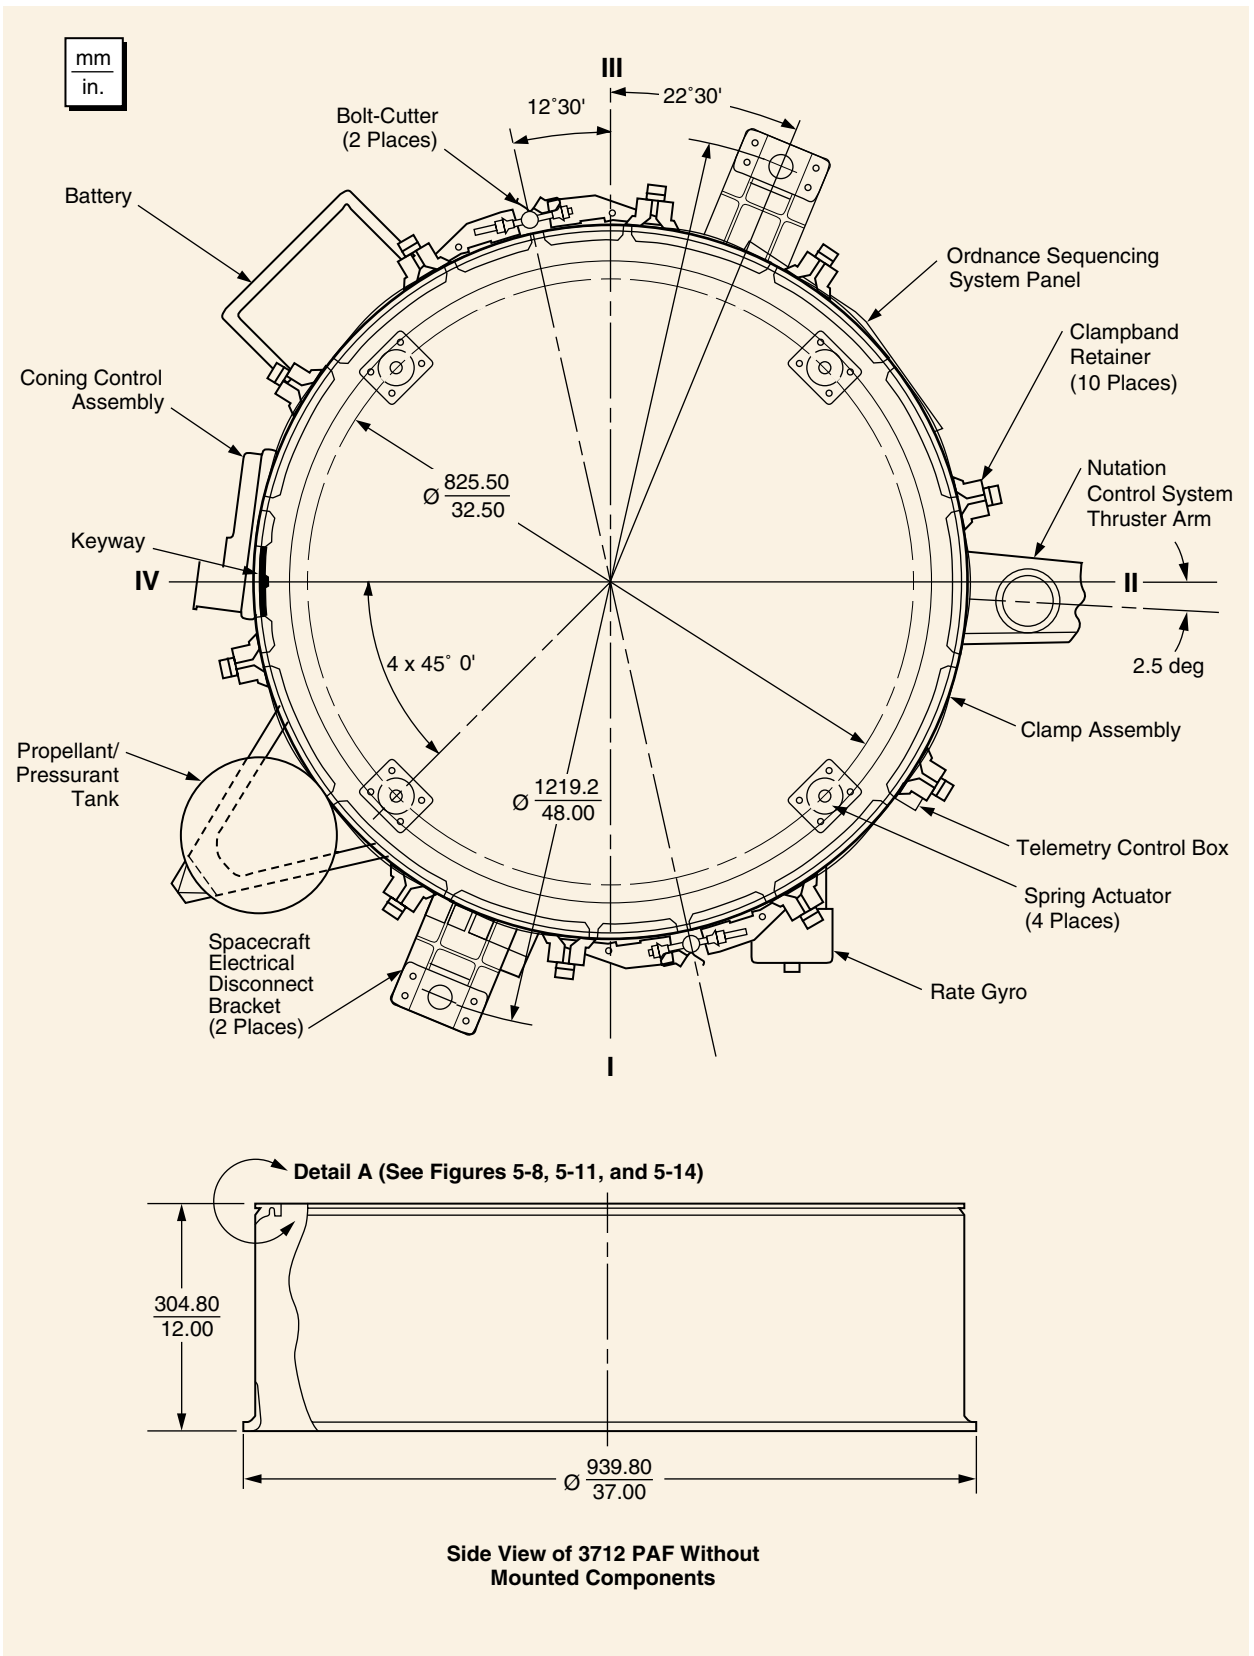 mm
in.
III
12˚30'
22˚30'
Bolt-Cutter
(2 Places)
Battery
Ordnance Sequencing
System Panel
Clampband
Retainer
(10 Places)
Coning Control
Assembly
Nutation
Control System
Thruster Arm
Ø 825.50
32.50
Keyway
IV
II
4 x 45˚ 0'
2.5 deg
Clamp Assembly
Propellant/
Pressurant
Tank
Ø 1219.2
48.00
Telemetry Control Box
Spring Actuator
(4 Places)
Spacecraft
Electrical
Disconnect
Bracket
(2 Places)
Rate Gyro
I
Detail A (See Figures 5-8, 5-11, and 5-14)
304.80
12.00
Ø 939.80
37.00
Side View of 3712 PAF Without
Mounted Components